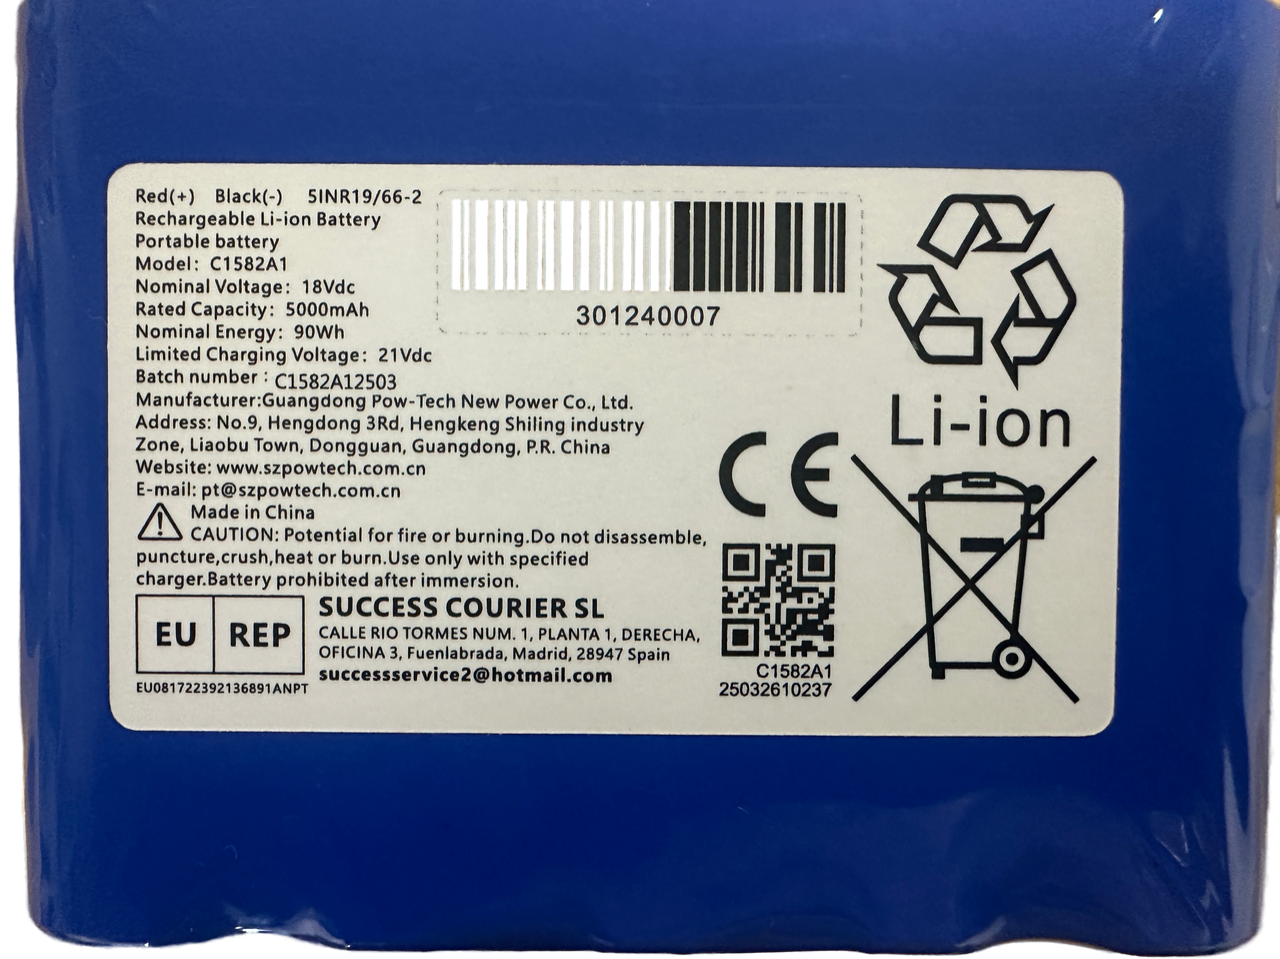 Red(+) Black(-) 5INR19/66-2
Rechargeable Li-ion Battery
Portable battery
Model: C1582A1
Nominal Voltage: 18Vdc
Rated Capacity: 5000mAh
Nominal Energy: 90Wh
Limited Charging Voltage: 21Vdc
Batch number : C1582A12503
Manufacturer:Guangdong Pow-Tech New Power Co., Ltd.
Address: No.9, Hengdong 3Rd, Hengkeng Shiling industry
Zone, Liaobu Town, Dongguan, Guangdong, P.R. China
Website: www.szpowtech.com.cn
E-mail: pt@szpowtech.com.cn
Made in China
CAUTION: Potential for fire or burning.Do not disassemble,
puncture,crush,heat or burn.Use only with specified
charger.Battery prohibited after immersion.
EU REP
SUCCESS COURIER SL
CALLE RIO TORMES NUM. 1, PLANTA 1, DERECHA,
OFICINA 3, Fuenlabrada, Madrid, 28947 Spain
successservice2@hotmail.com
EU081722392136891ANPT
301240007
CE
C1582A1
25032610237
Li-ion